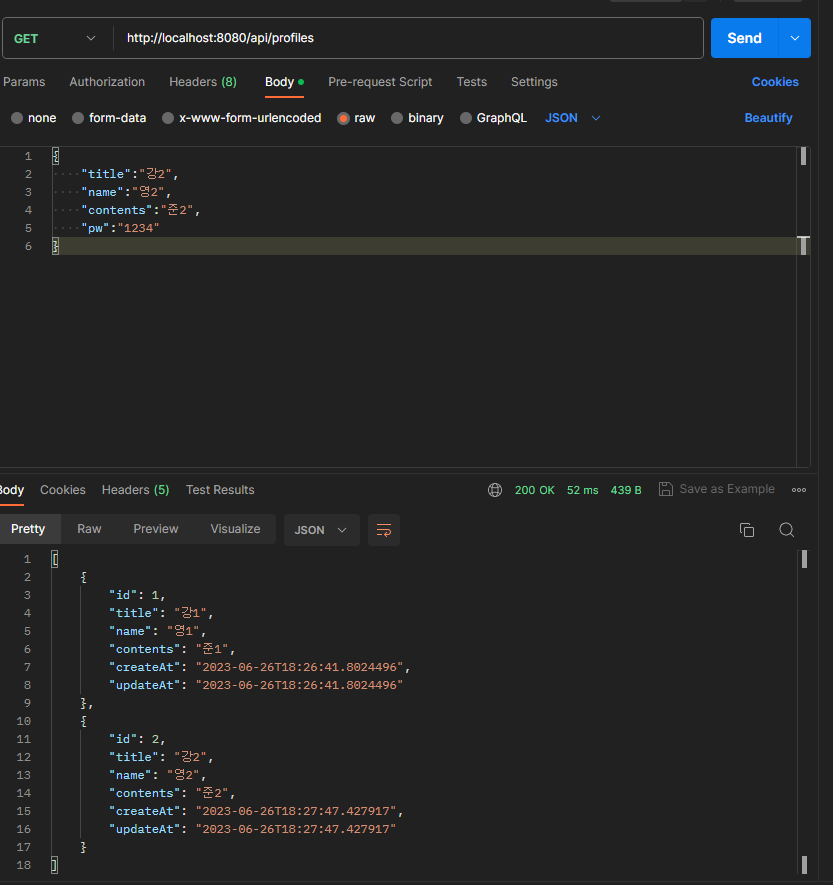 GET http://localhost:8080/api/profiles Send
Params Authorization Headers (8) Body Pre-request Script Tests Settings Cookies
none form-data x-www-form-urlencoded raw binary GraphQL JSON Beautify
1 {
2 ····"title":"강2",
3 ····"name":"영2",
4 ····"contents":"준2",
5 ····"pw":"1234"
6 }
Body Cookies Headers (5) Test Results 200 OK 52 ms 439 B Save as Example
Pretty Raw Preview Visualize JSON
1 [
2 {
3 "id": 1,
4 "title": "강1",
5 "name": "영1",
6 "contents": "준1",
7 "createAt": "2023-06-26T18:26:41.8024496",
8 "updateAt": "2023-06-26T18:26:41.8024496"
9 },
10 {
11 "id": 2,
12 "title": "강2",
13 "name": "영2",
14 "contents": "준2",
15 "createAt": "2023-06-26T18:27:47.427917",
16 "updateAt": "2023-06-26T18:27:47.427917"
17 }
18 ]